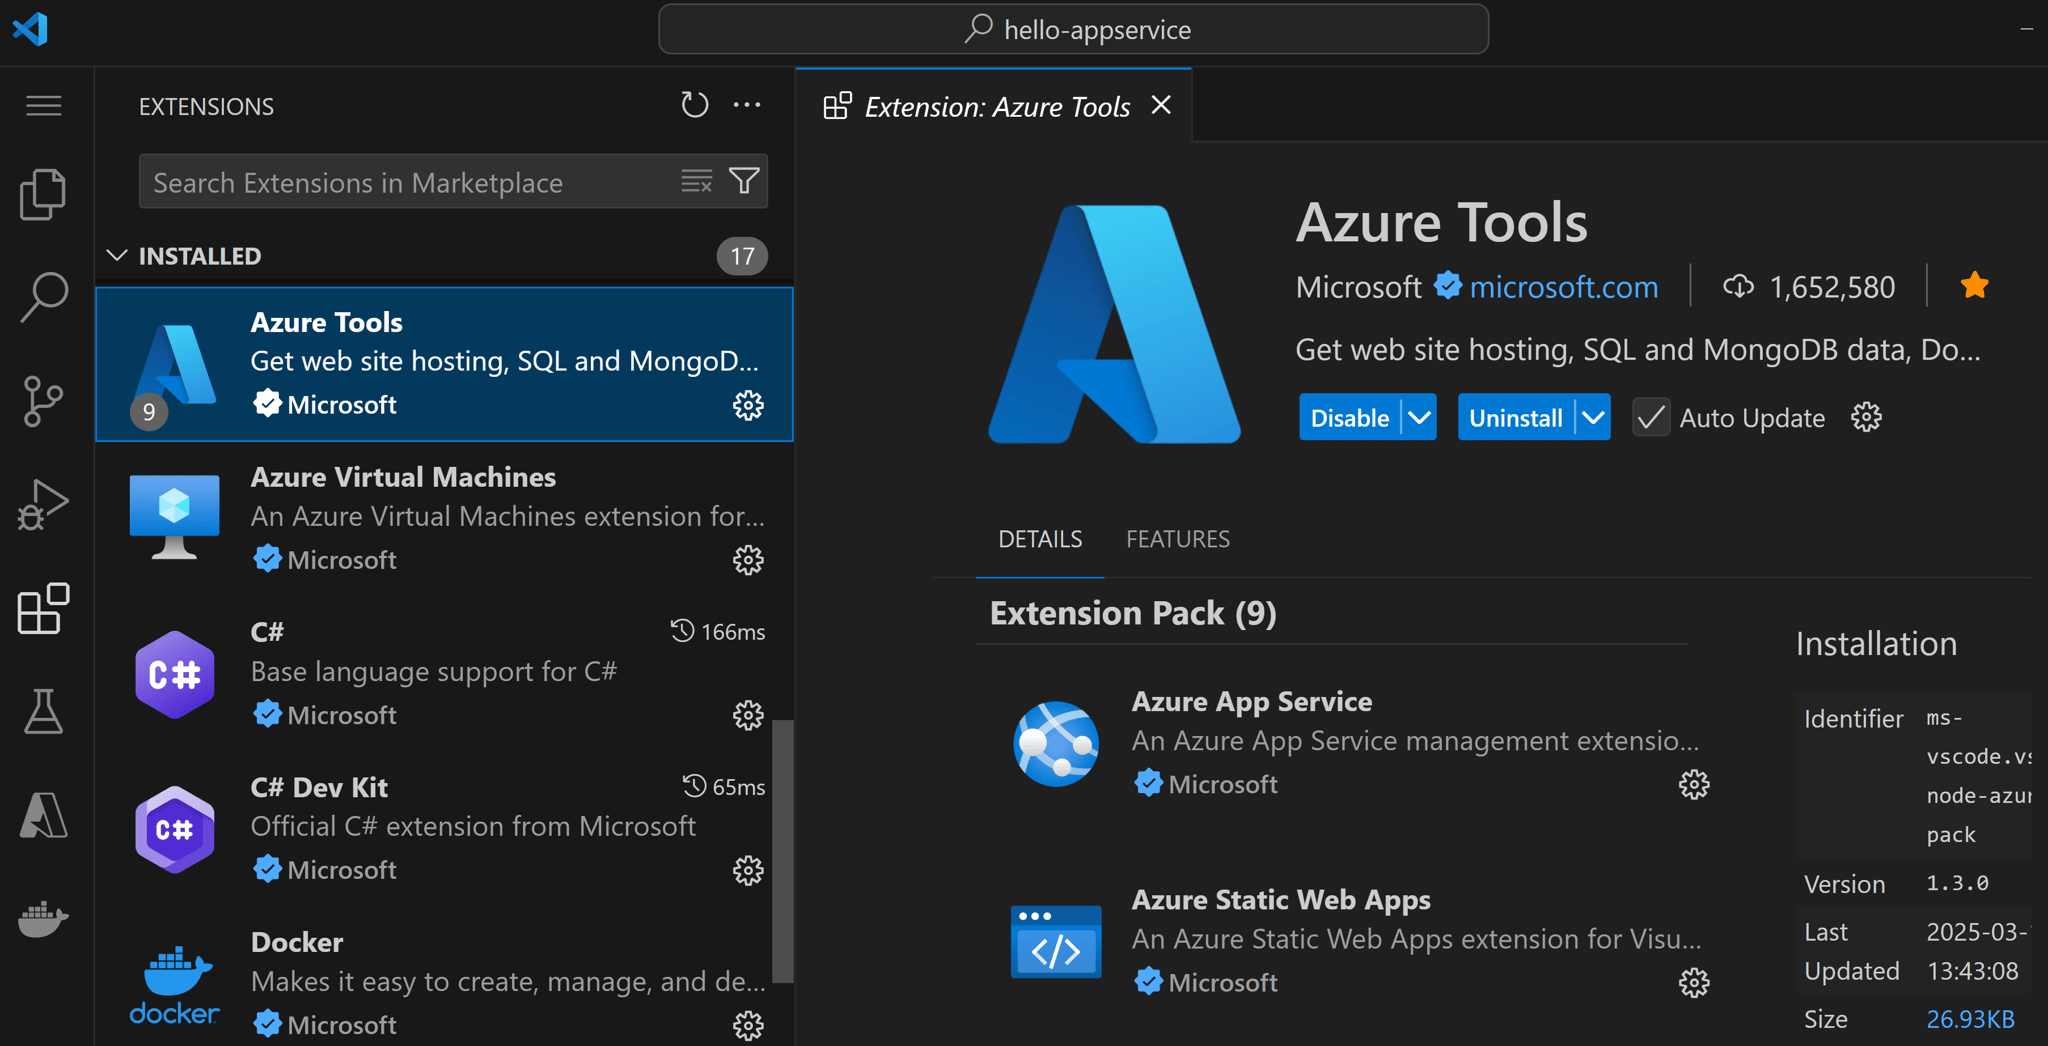 hello-appservice
EXTENSIONS
Search Extensions in Marketplace
INSTALLED 17
Azure Tools
Get web site hosting, SQL and MongoD...
Microsoft
9
Azure Virtual Machines
An Azure Virtual Machines extension for...
Microsoft
C# 166ms
C#
Base language support for C#
Microsoft
C# Dev Kit 65ms
C#
Official C# extension from Microsoft
Microsoft
Docker
Makes it easy to create, manage, and de...
docker
Microsoft
Extension: Azure Tools
Azure Tools
Microsoft microsoft.com 1,652,580
Get web site hosting, SQL and MongoDB data, Do...
Disable Uninstall Auto Update
DETAILS FEATURES
Extension Pack (9)
Azure App Service
An Azure App Service management extensio...
Microsoft
Azure Static Web Apps
An Azure Static Web Apps extension for Visu...
Microsoft
Installation
Identifier ms-
vscode.vs
node-azur
pack
Version 1.3.0
Last 2025-03-
Updated 13:43:08
Size 26.93KB